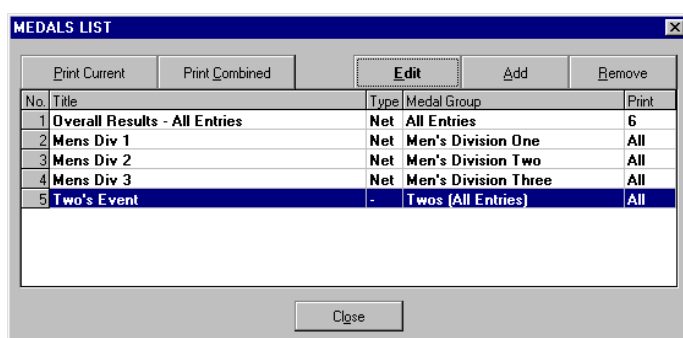 MEDALS LIST
Print Current Print Combined Edit Add Remove
No. Title Type Medal Group Print
1 Overall Results - All Entries Net All Entries 6
2 Mens Div 1 Net Men's Division One All
3 Mens Div 2 Net Men's Division Two All
4 Mens Div 3 Net Men's Division Three All
5 Two's Event - Twos (All Entries) All
Close